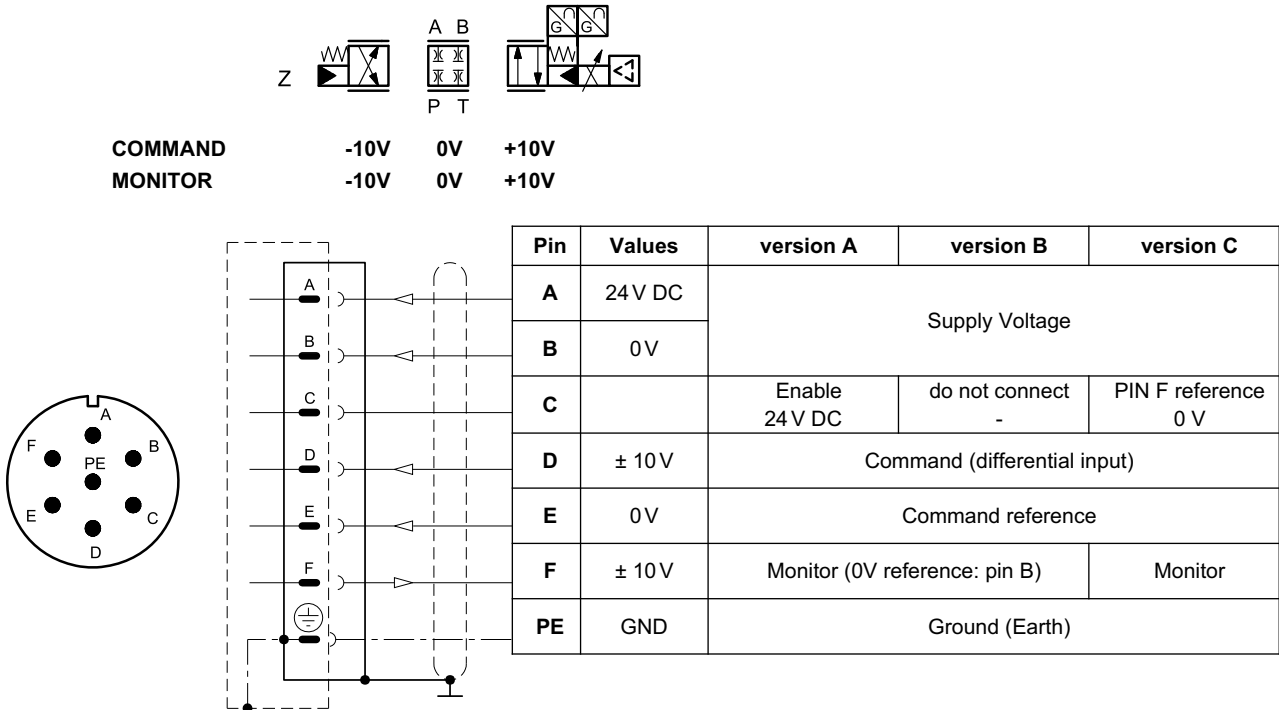 A B
G G
Z
P T
COMMAND -10V 0V +10V
MONITOR -10V 0V +10V
Pin Values version A version B version C
A A 24 V DC Supply Voltage
B B 0 V
C C Enable do not connect PIN F reference
24 V DC - 0 V
D D ± 10 V Command (differential input)
E E 0 V Command reference
F F ± 10 V Monitor (0V reference: pin B) Monitor
PE GND Ground (Earth)
A
F B
PE
E C
D